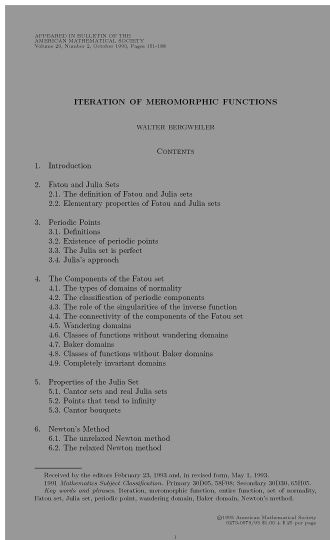 APPEARED IN BULLETIN OF THE
AMERICAN MATHEMATICAL SOCIETY
Volume 29, Number 2, October 1993, Pages 151-188
ITERATION OF MEROMORPHIC FUNCTIONS
WALTER BERGWEILER
Contents
1. Introduction
2. Fatou and Julia Sets
2.1. The definition of Fatou and Julia sets
2.2. Elementary properties of Fatou and Julia sets
3. Periodic Points
3.1. Definitions
3.2. Existence of periodic points
3.3. The Julia set is perfect
3.4. Julia's approach
4. The Components of the Fatou set
4.1. The types of domains of normality
4.2. The classification of periodic components
4.3. The role of the singularities of the inverse function
4.4. The connectivity of the components of the Fatou set
4.5. Wandering domains
4.6. Classes of functions without wandering domains
4.7. Baker domains
4.8. Classes of functions without Baker domains
4.9. Completely invariant domains
5. Properties of the Julia Set
5.1. Cantor sets and real Julia sets
5.2. Points that tend to infinity
5.3. Cantor bouquets
6. Newton's Method
6.1. The unrelaxed Newton method
6.2. The relaxed Newton method
Received by the editors February 23, 1993 and, in revised form, May 1, 1993.
1991 Mathematics Subject Classification. Primary 30D05, 58F08; Secondary 30D30, 65H05.
Key words and phrases. Iteration, meromorphic function, entire function, set of normality,
Fatou set, Julia set, periodic point, wandering domain, Baker domain, Newton's method.
©1993 American Mathematical Society
0273-0979/93 $1.00 + $.25 per page
1